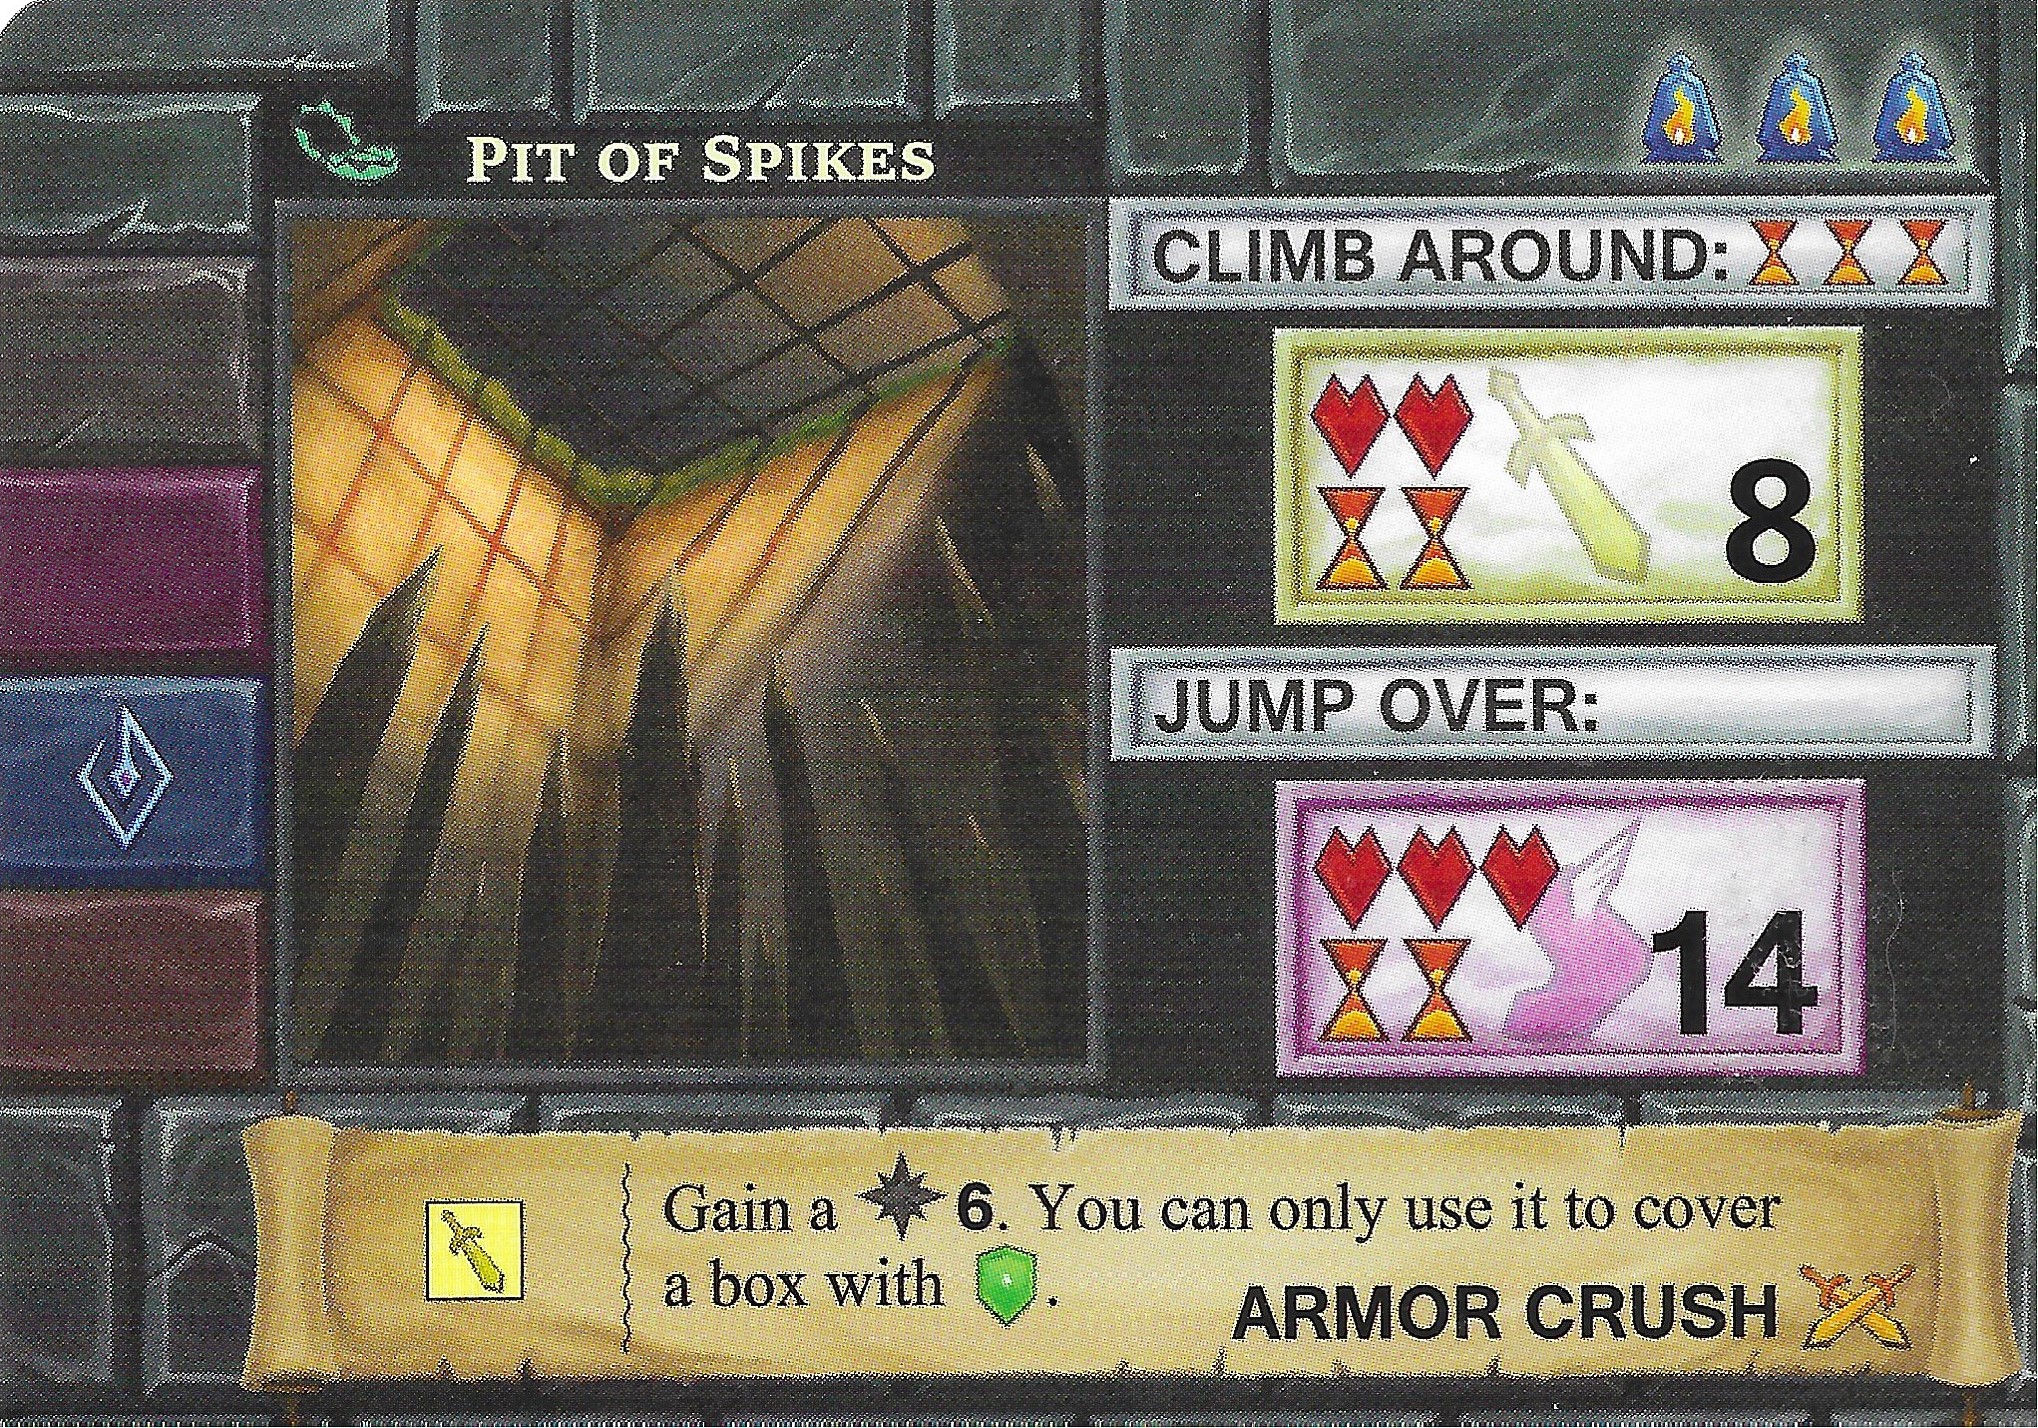 PIT OF SPIKES
CLIMB AROUND:
8
JUMP OVER:
14
Gain a 6. You can only use it to cover
a box with .
ARMOR CRUSH